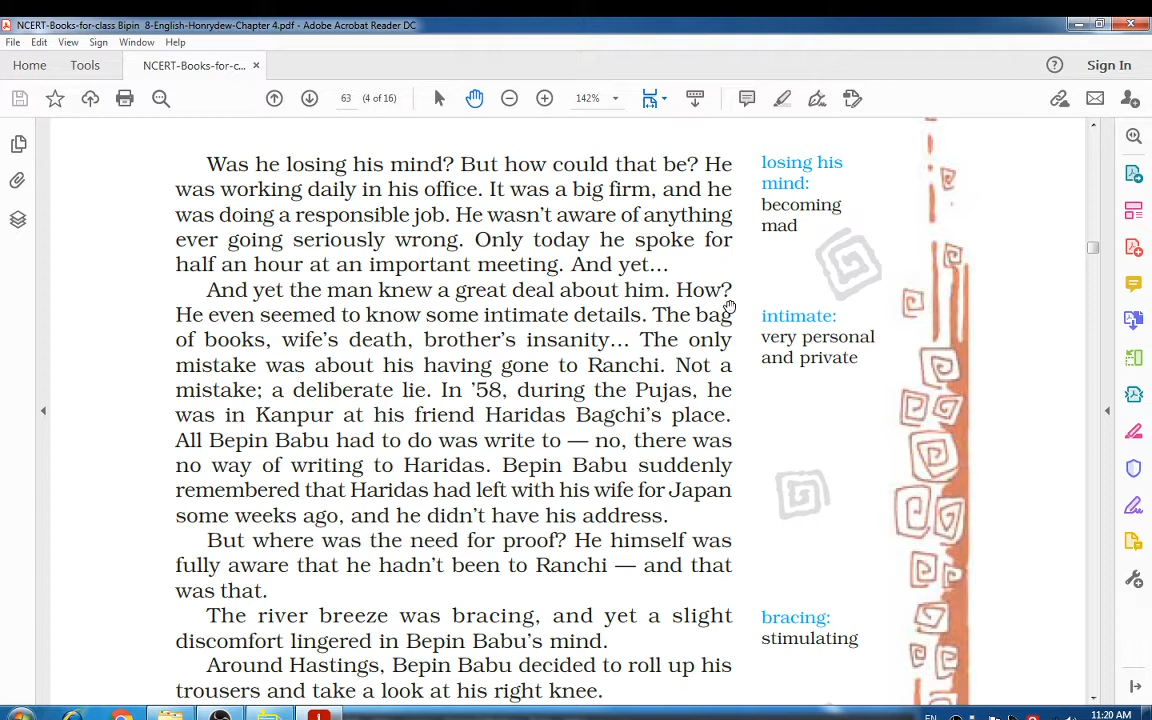 NCERT-Books-for-class Bipin 8-English-Honrydew-Chapter 4.pdf - Adobe Acrobat Reader DC
File Edit View Sign Window Help
Home Tools NCERT-Books-for-c... × Sign In
63 (4 of 16) 142%
Was he losing his mind? But how could that be? He
was working daily in his office. It was a big firm, and he
was doing a responsible job. He wasn't aware of anything
ever going seriously wrong. Only today he spoke for
half an hour at an important meeting. And yet...
And yet the man knew a great deal about him. How?
He even seemed to know some intimate details. The bag
of books, wife's death, brother's insanity... The only
mistake was about his having gone to Ranchi. Not a
mistake; a deliberate lie. In '58, during the Pujas, he
was in Kanpur at his friend Haridas Bagchi's place.
All Bepin Babu had to do was write to — no, there was
no way of writing to Haridas. Bepin Babu suddenly
remembered that Haridas had left with his wife for Japan
some weeks ago, and he didn't have his address.
But where was the need for proof? He himself was
fully aware that he hadn't been to Ranchi — and that
was that.
The river breeze was bracing, and yet a slight
discomfort lingered in Bepin Babu's mind.
Around Hastings, Bepin Babu decided to roll up his
trousers and take a look at his right knee.
losing his
mind:
becoming
mad
intimate:
very personal
and private
bracing:
stimulating
EN 11:20 AM